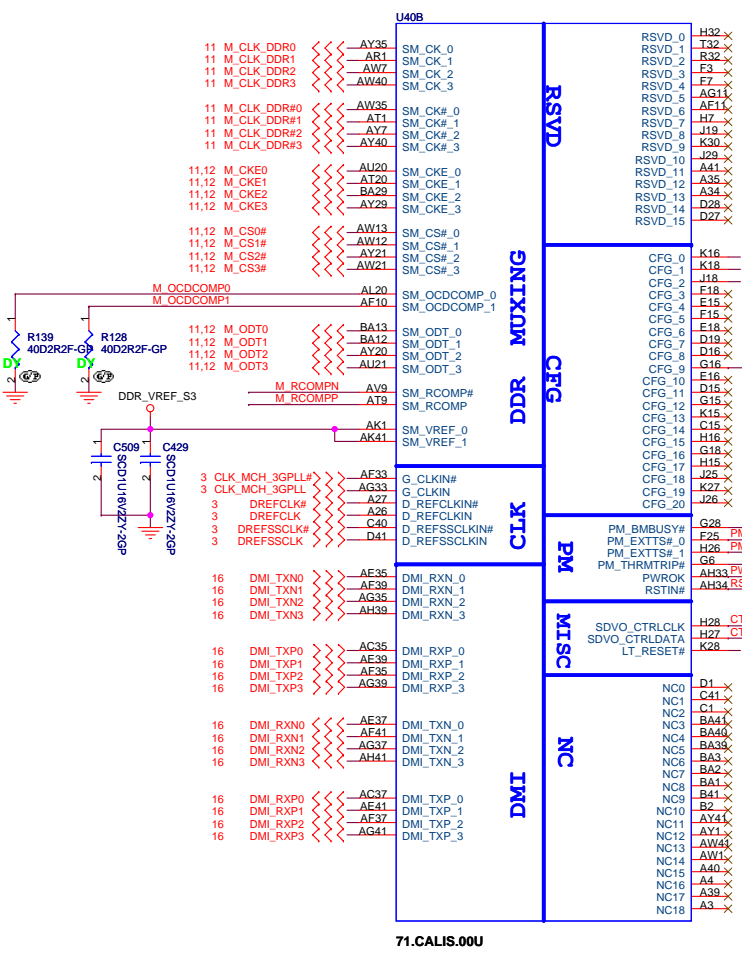 U40B
11 M_CLK_DDR0 AY35 SM_CK_0
11 M_CLK_DDR1 AR1 SM_CK_1
11 M_CLK_DDR2 AW7 SM_CK_2
11 M_CLK_DDR3 AW40 SM_CK_3
11 M_CLK_DDR#0 AW35 SM_CK#_0
11 M_CLK_DDR#1 AT1 SM_CK#_1
11 M_CLK_DDR#2 AY7 SM_CK#_2
11 M_CLK_DDR#3 AY40 SM_CK#_3
11,12 M_CKE0 AU20 SM_CKE_0
11,12 M_CKE1 AT20 SM_CKE_1
11,12 M_CKE2 BA29 SM_CKE_2
11,12 M_CKE3 AY29 SM_CKE_3
11,12 M_CS0# AW13 SM_CS#_0
11,12 M_CS1# AW12 SM_CS#_1
11,12 M_CS2# AY21 SM_CS#_2
11,12 M_CS3# AW21 SM_CS#_3
M_OCDCOMP0 AL20 SM_OCDCOMP_0
M_OCDCOMP1 AF10 SM_OCDCOMP_1
11,12 M_ODT0 BA13 SM_ODT_0
11,12 M_ODT1 BA12 SM_ODT_1
11,12 M_ODT2 AY20 SM_ODT_2
11,12 M_ODT3 AU21 SM_ODT_3
M_RCOMPN AV9 SM_RCOMP#
M_RCOMPP AT9 SM_RCOMP
AK1 SM_VREF_0
AK41 SM_VREF_1
1
R139
40D2R2F-GP
DY
2
1
R128
40D2R2F-GP
DY
2
DDR_VREF_S3
1
C509
SCD1U16V2ZY-2GP
2
1
C429
SCD1U16V2ZY-2GP
2
3 CLK_MCH_3GPLL# AF33 G_CLKIN#
3 CLK_MCH_3GPLL AG33 G_CLKIN
3 DREFCLK# A27 D_REFCLKIN#
3 DREFCLK A26 D_REFCLKIN
3 DREFSSCLK# C40 D_REFSSCLKIN#
3 DREFSSCLK D41 D_REFSSCLKIN
16 DMI_TXN0 AE35 DMI_RXN_0
16 DMI_TXN1 AF39 DMI_RXN_1
16 DMI_TXN2 AG35 DMI_RXN_2
16 DMI_TXN3 AH39 DMI_RXN_3
16 DMI_TXP0 AC35 DMI_RXP_0
16 DMI_TXP1 AE39 DMI_RXP_1
16 DMI_TXP2 AF35 DMI_RXP_2
16 DMI_TXP3 AG39 DMI_RXP_3
16 DMI_RXN0 AE37 DMI_TXN_0
16 DMI_RXN1 AF41 DMI_TXN_1
16 DMI_RXN2 AG37 DMI_TXN_2
16 DMI_RXN3 AH41 DMI_TXN_3
16 DMI_RXP0 AC37 DMI_TXP_0
16 DMI_RXP1 AE41 DMI_TXP_1
16 DMI_RXP2 AF37 DMI_TXP_2
16 DMI_RXP3 AG41 DMI_TXP_3
DDR MUXING
CLK
DMI
RSVD
CFG
PM
MISC
NC
RSVD_0 H32
RSVD_1 T32
RSVD_2 R32
RSVD_3 F3
RSVD_4 F7
RSVD_5 AG11
RSVD_6 AF11
RSVD_7 H7
RSVD_8 J19
RSVD_9 K30
RSVD_10 J29
RSVD_11 A41
RSVD_12 A35
RSVD_13 A34
RSVD_14 D28
RSVD_15 D27
CFG_0 K16
CFG_1 K18
CFG_2 J18
CFG_3 F18
CFG_4 E15
CFG_5 F15
CFG_6 E18
CFG_7 D19
CFG_8 D16
CFG_9 G16
CFG_10 E16
CFG_11 D15
CFG_12 G15
CFG_13 K15
CFG_14 C15
CFG_15 H16
CFG_16 G18
CFG_17 H15
CFG_18 J25
CFG_19 K27
CFG_20 J26
PM_BMBUSY# G28
PM_EXTTS#_0 F25 PM
PM_EXTTS#_1 H26 PM
PM_THRMTRIP# G6
PWROK AH33 PW
RSTIN# AH34 RS
SDVO_CTRLCLK H28 CT
SDVO_CTRLDATA H27 CT
LT_RESET# K28
NC0 D1
NC1 C41
NC2 C1
NC3 BA41
NC4 BA40
NC5 BA39
NC6 BA3
NC7 BA2
NC8 BA1
NC9 B41
NC10 B2
NC11 AY41
NC12 AY1
NC13 AW41
NC14 AW1
NC15 A40
NC16 A4
NC17 A39
NC18 A3
71.CALIS.00U